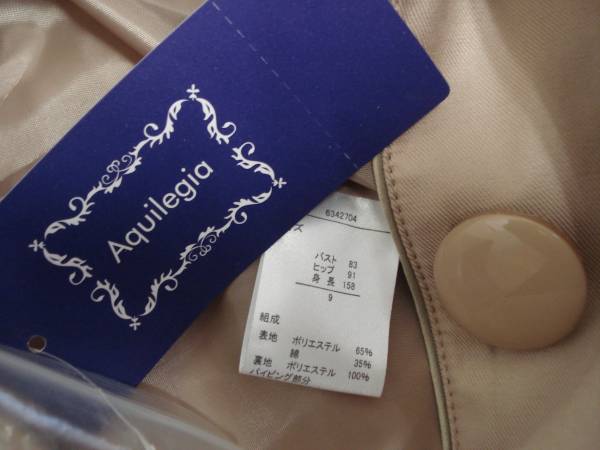 Aquilegia
6342704
ズ
バスト 83
ヒップ 91
身長 158
9
組成
表地 ポリエステル 65%
綿 35%
裏地 ポリエステル 100%
パイピング部分